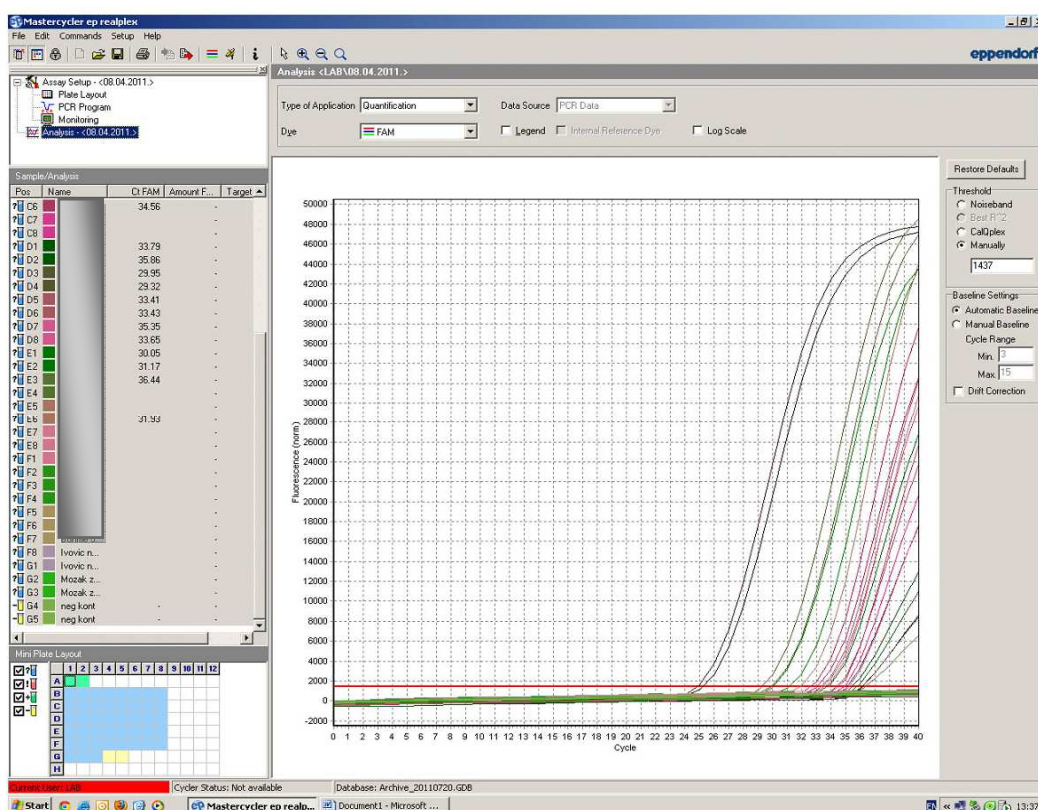 Mastercycler ep realplex
File Edit Commands Setup Help
eppendorf
Assay Setup - <08.04.2011.>
Plate Layout
PCR Program
Monitoring
Analysis - <08.04.2011.>
Analysis <LAB\08.04.2011.>
Type of Application Quantification Data Source PCR Data
Dye FAM Legend Internal Reference Dye Log Scale
Sample/Analysis
Pos Name Ct FAM Amount F... Target
C6 34.56 -
C7 -
C8 -
D1 33.79 -
D2 35.86 -
D3 29.95 -
D4 29.32 -
D5 33.41 -
D6 33.43 -
D7 35.35 -
D8 33.65 -
E1 30.05 -
E2 31.17 -
E3 36.44 -
E4 -
E5 -
E6 31.93 -
E7 -
E8 -
F1 -
F2 -
F3 -
F4 -
F5 -
F6 -
F7 -
F8 Ivovic n... -
G1 Ivovic n... -
G2 Mozak z... -
G3 Mozak z... -
G4 neg kont - -
G5 neg kont - -
Mini Plate Layout
1 2 3 4 5 6 7 8 9 10 11 12
A
B
C
D
E
F
G
H
50000
48000
46000
44000
42000
40000
38000
36000
34000
32000
30000
28000
26000
24000
22000
20000
18000
16000
14000
12000
10000
8000
6000
4000
2000
0
-2000
Fluorescence (norm)
0 1 2 3 4 5 6 7 8 9 10 11 12 13 14 15 16 17 18 19 20 21 22 23 24 25 26 27 28 29 30 31 32 33 34 35 36 37 38 39 40
Cycle
Restore Defaults
Threshold
Noiseband
Best R^2
CalQplex
Manually
1437
Baseline Settings
Automatic Baseline
Manual Baseline
Cycle Range
Min. 3
Max. 15
Drift Correction
Current User: LAB Cycler Status: Not available Database: Archive_20110720.GDB
Start Mastercycler ep realp... Document1 - Microsoft ... EN 13:37